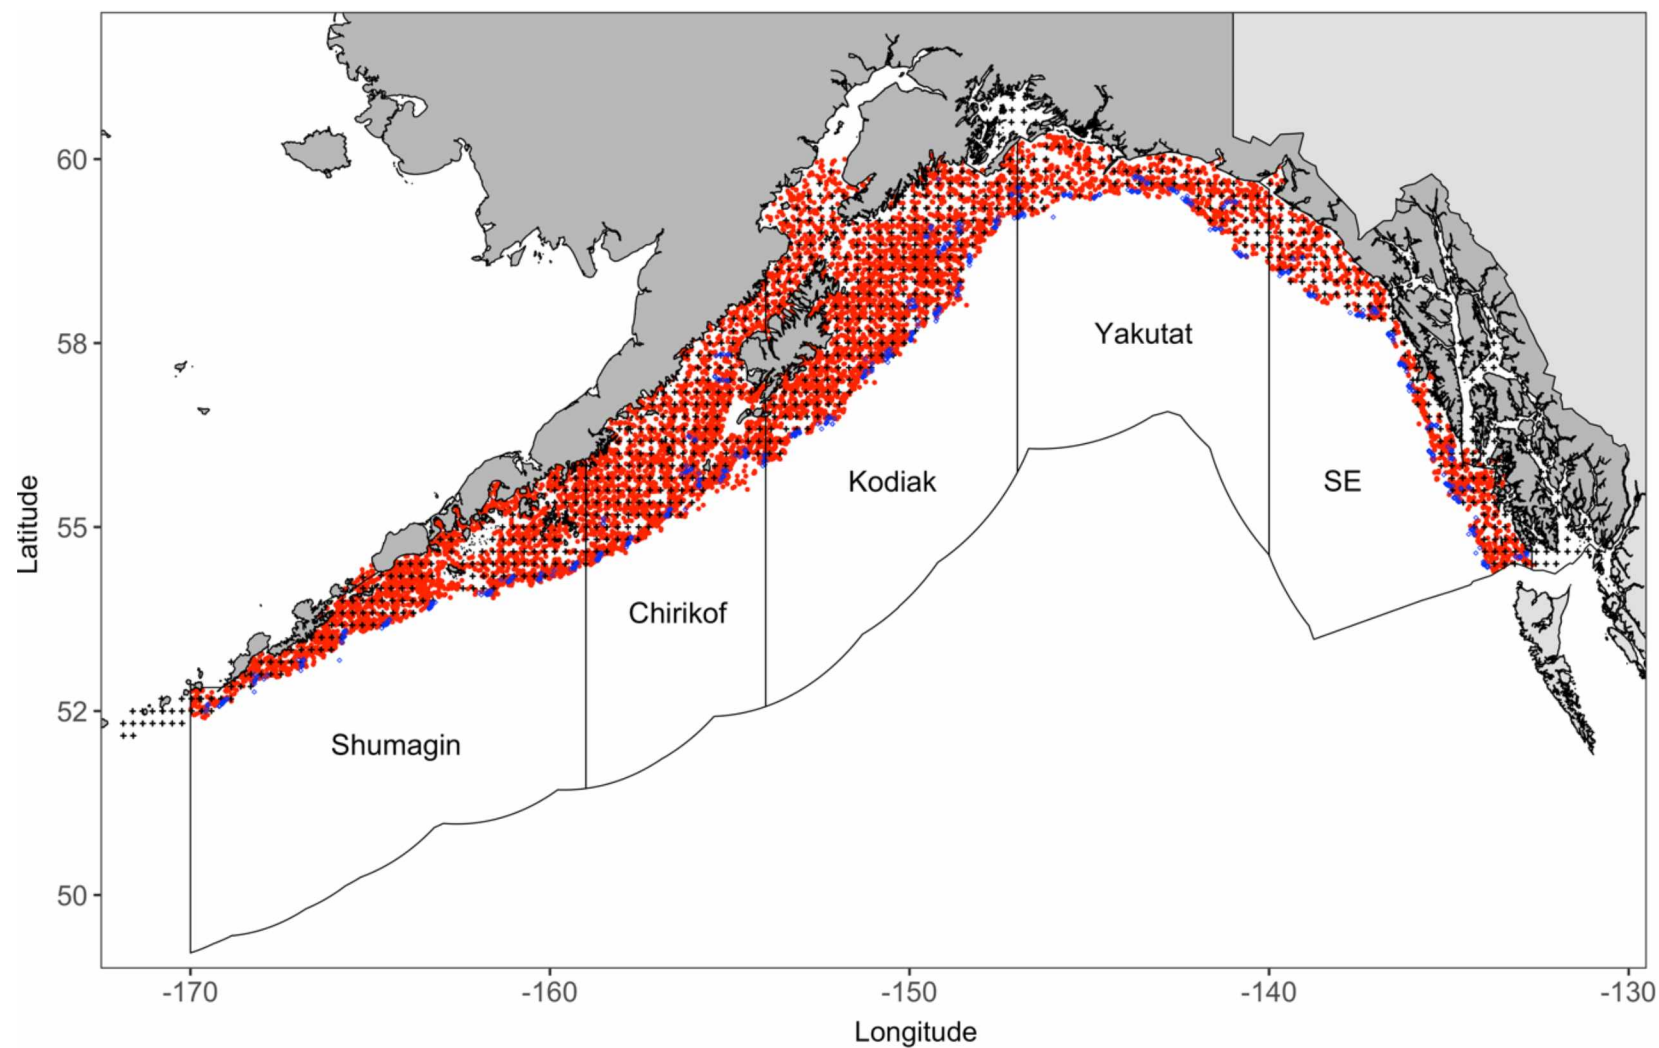 60
58
55
52
50
Latitude
Yakutat
Kodiak
SE
Chirikof
Shumagin
-170
-160
-150
-140
-130
Longitude